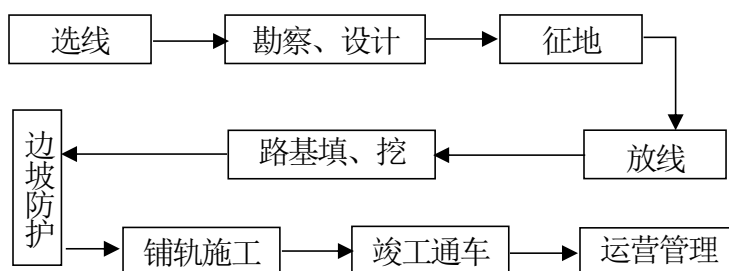 选线
勘察、设计
征地
放线
路基填、挖
边坡防护
铺轨施工
竣工通车
运营管理